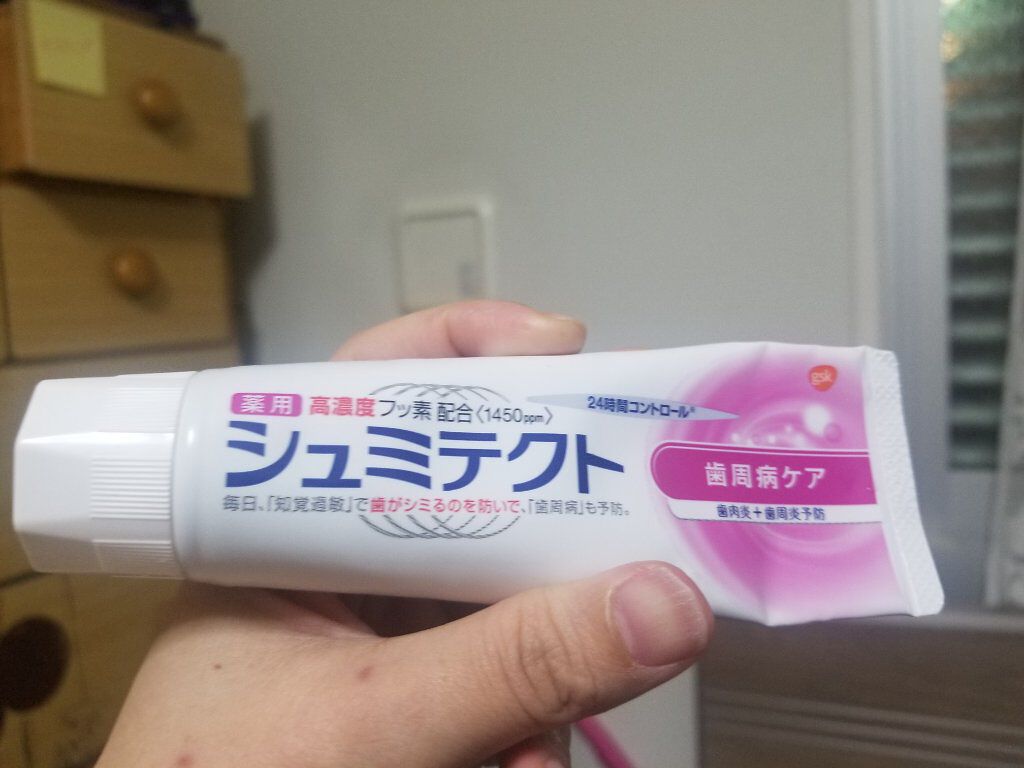 薬用 高濃度フッ素 配合〈1450ppm〉
24時間コントロール®
シュミテクト
毎日、「知覚過敏」で歯がシミるのを防いで、「歯周病」も予防。
gsk
歯周病ケア
歯肉炎+歯周炎予防